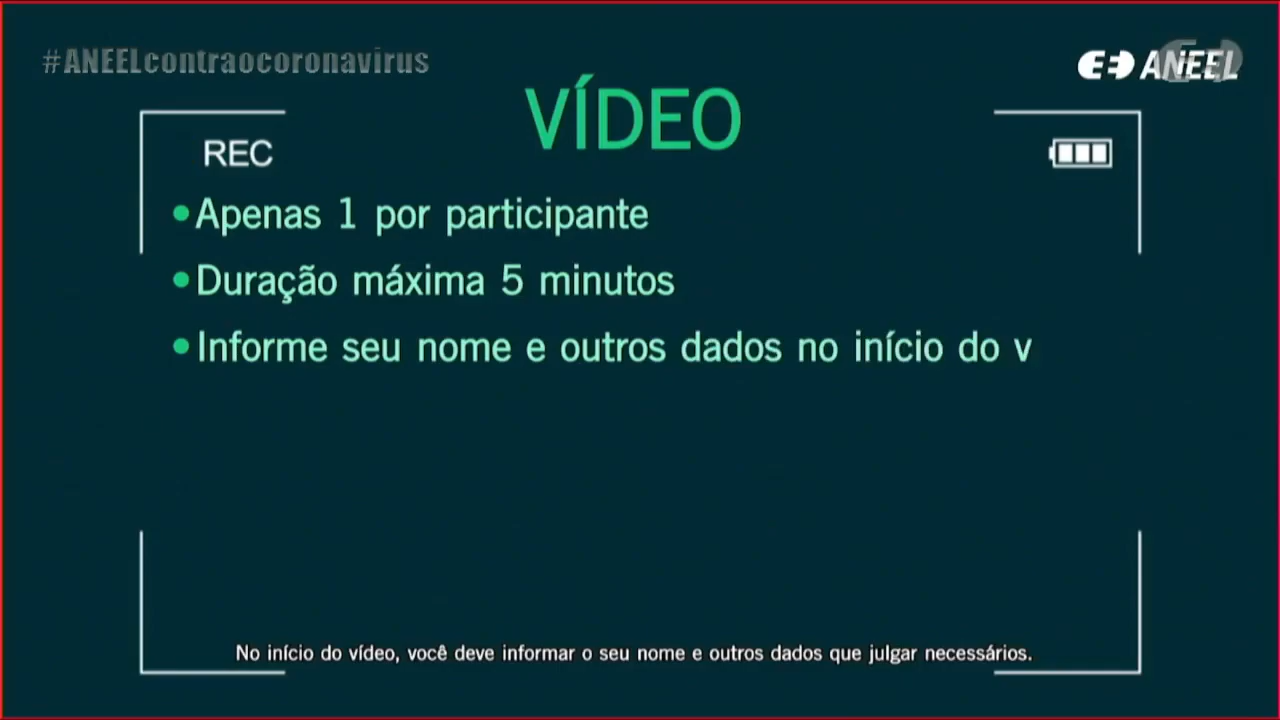 #ANEELcontraocoronavírus
ANEEL
VÍDEO
REC
•Apenas 1 por participante
•Duração máxima 5 minutos
•Informe seu nome e outros dados no início do v
No início do vídeo, você deve informar o seu nome e outros dados que julgar necessários.